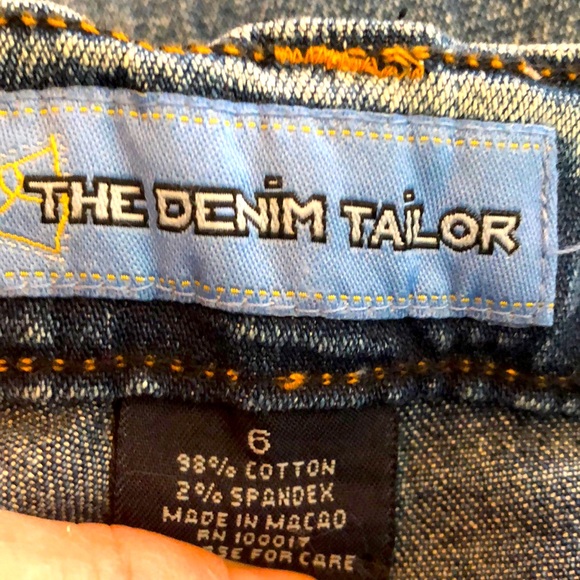 THE DENIM TAILOR
6
98% COTTON
2% SPANDEX
MADE IN MACAO
RN 100017
FOR CARE